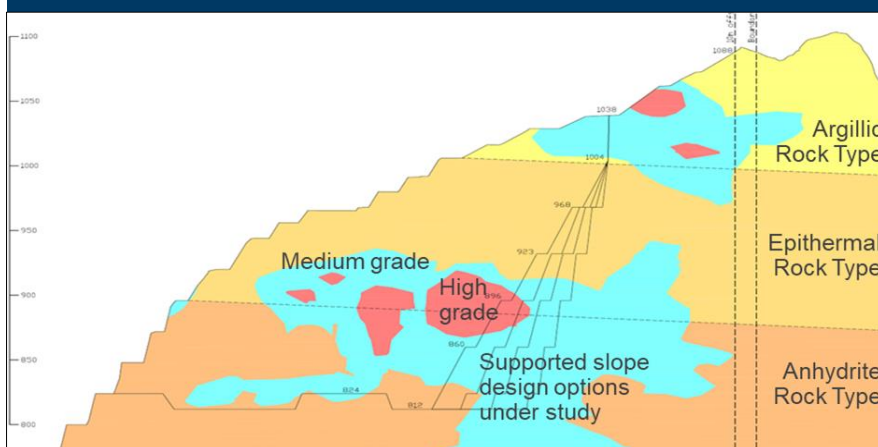 1100
1088
1050
1038
Argillic
Rock Type
1004
1000
968
950
Epithermal
Rock Type
923
Medium grade
High
grade
900
896
860
850
Supported slope
design options
under study
Anhydrite
Rock Type
824
812
800